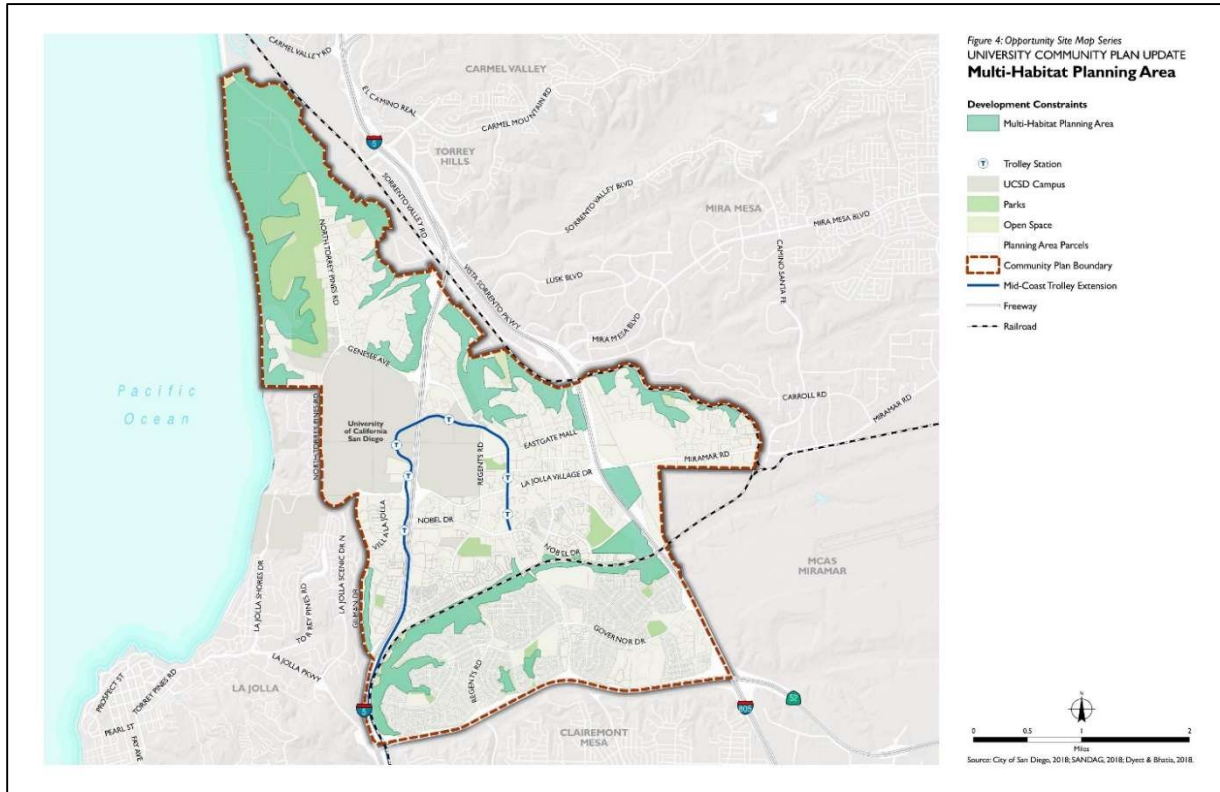 Figure 4: Opportunity Site Map Series
UNIVERSITY COMMUNITY PLAN UPDATE
Multi-Habitat Planning Area
Development Constraints
Multi-Habitat Planning Area
Trolley Station
T
UCSD Campus
Parks
Open Space
Planning Area Parcels
Community Plan Boundary
Mid-Coast Trolley Extension
Freeway
Railroad
CARMEL VALLEY RD
CARMEL VALLEY
EL CAMINO REAL
CARMEL MOUNTAIN RD
5
TORREY
HILLS
SORRENTO VALLEY RD
SORRENTO VALLEY BLVD
MIRA MESA
MIRA MESA BLVD
CAMINO SANTA FE
NORTH TORREY PINES RD
VISTA SORRENTO PKWY
LUSK BLVD
MIRA MESA BLVD
GENESEE AVE
CARROLL RD
MIRAMAR RD
Pacific
Ocean
NORTH TORREY PINES RD
University
of California
San Diego
T
T
T
T
T
T
REGENTS RD
EASTGATE MALL
MIRAMAR RD
LA JOLLA VILLAGE DR
VILLA LA JOLLA
NOBEL DR
NOBEL DR
MCAS
MIRAMAR
LA JOLLA SHORES DR
TORREY PINES RD
LA JOLLA SCENIC DR N
GILMAN DR
GOVERNOR DR
REGENTS RD
LA JOLLA PKWY
PROSPECT ST
TORREY PINES RD
LA JOLLA
PEARL ST
FAY AVE
5
805
52
CLAIREMONT
MESA
N
0 0.5 1 2
Miles
Source: City of San Diego, 2018; SANDAG, 2018; Dyett & Bhatia, 2018.